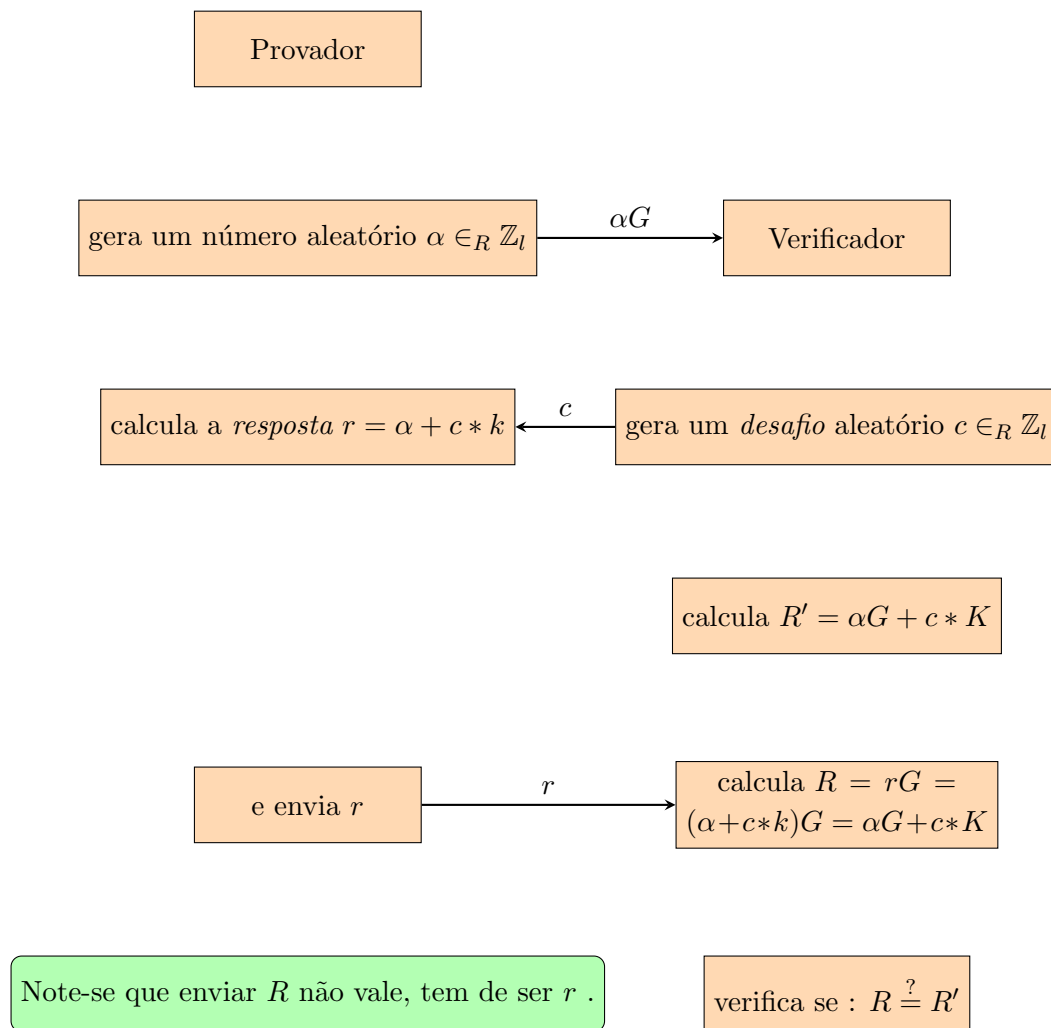 Provador
gera um número aleatório α ∈_R ℤ_l
αG
Verificador
calcula a resposta r = α + c ∗ k
c
gera um desafio aleatório c ∈_R ℤ_l
calcula R′ = αG + c ∗ K
e envia r
r
calcula R = rG =
(α+c∗k)G = αG+c∗K
Note-se que enviar R não vale, tem de ser r .
verifica se : R ≟ R′